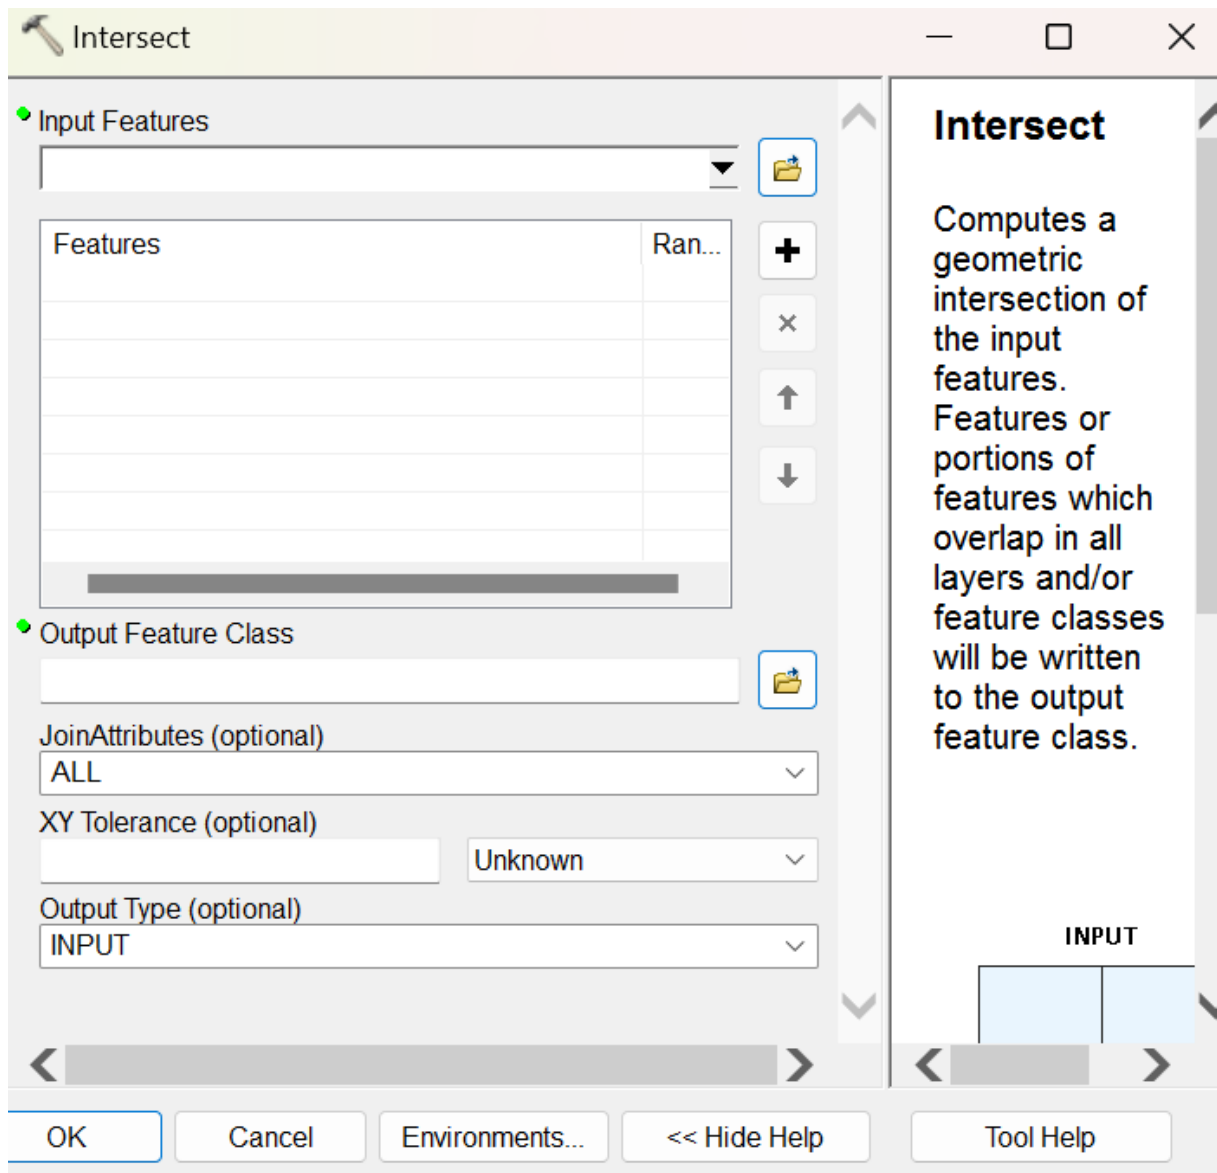 Intersect
Input Features
Features Ran...
Output Feature Class
JoinAttributes (optional)
ALL
XY Tolerance (optional)
Unknown
Output Type (optional)
INPUT
Intersect
Computes a
geometric
intersection of
the input
features.
Features or
portions of
features which
overlap in all
layers and/or
feature classes
will be written
to the output
feature class.
INPUT
OK Cancel Environments... << Hide Help Tool Help